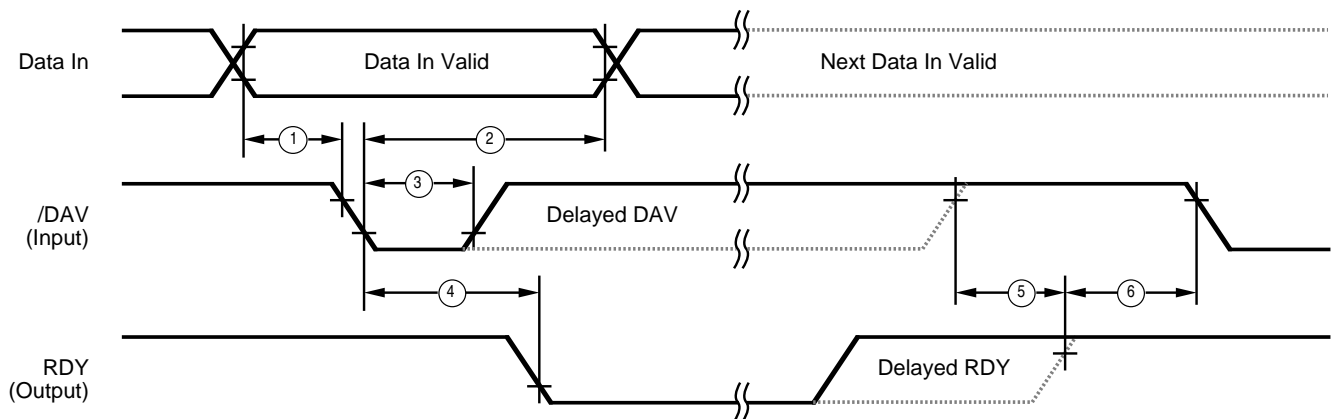 Data In
Data In Valid
Next Data In Valid
1
2
3
/DAV
(Input)
Delayed DAV
4
5
6
RDY
(Output)
Delayed RDY